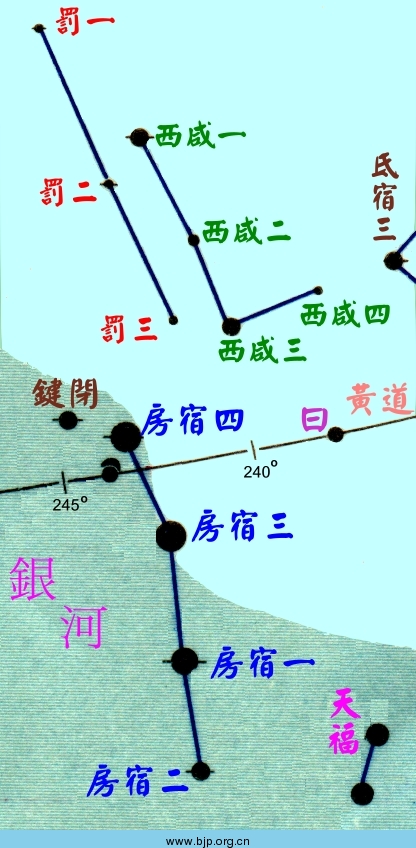 罰一
西咸一
氐宿三
罰二
西咸二
西咸四
罰三
西咸三
鍵閉
房宿四
日
黃道
240°
245°
房宿三
銀河
房宿一
天福
房宿二
www.bjp.org.cn